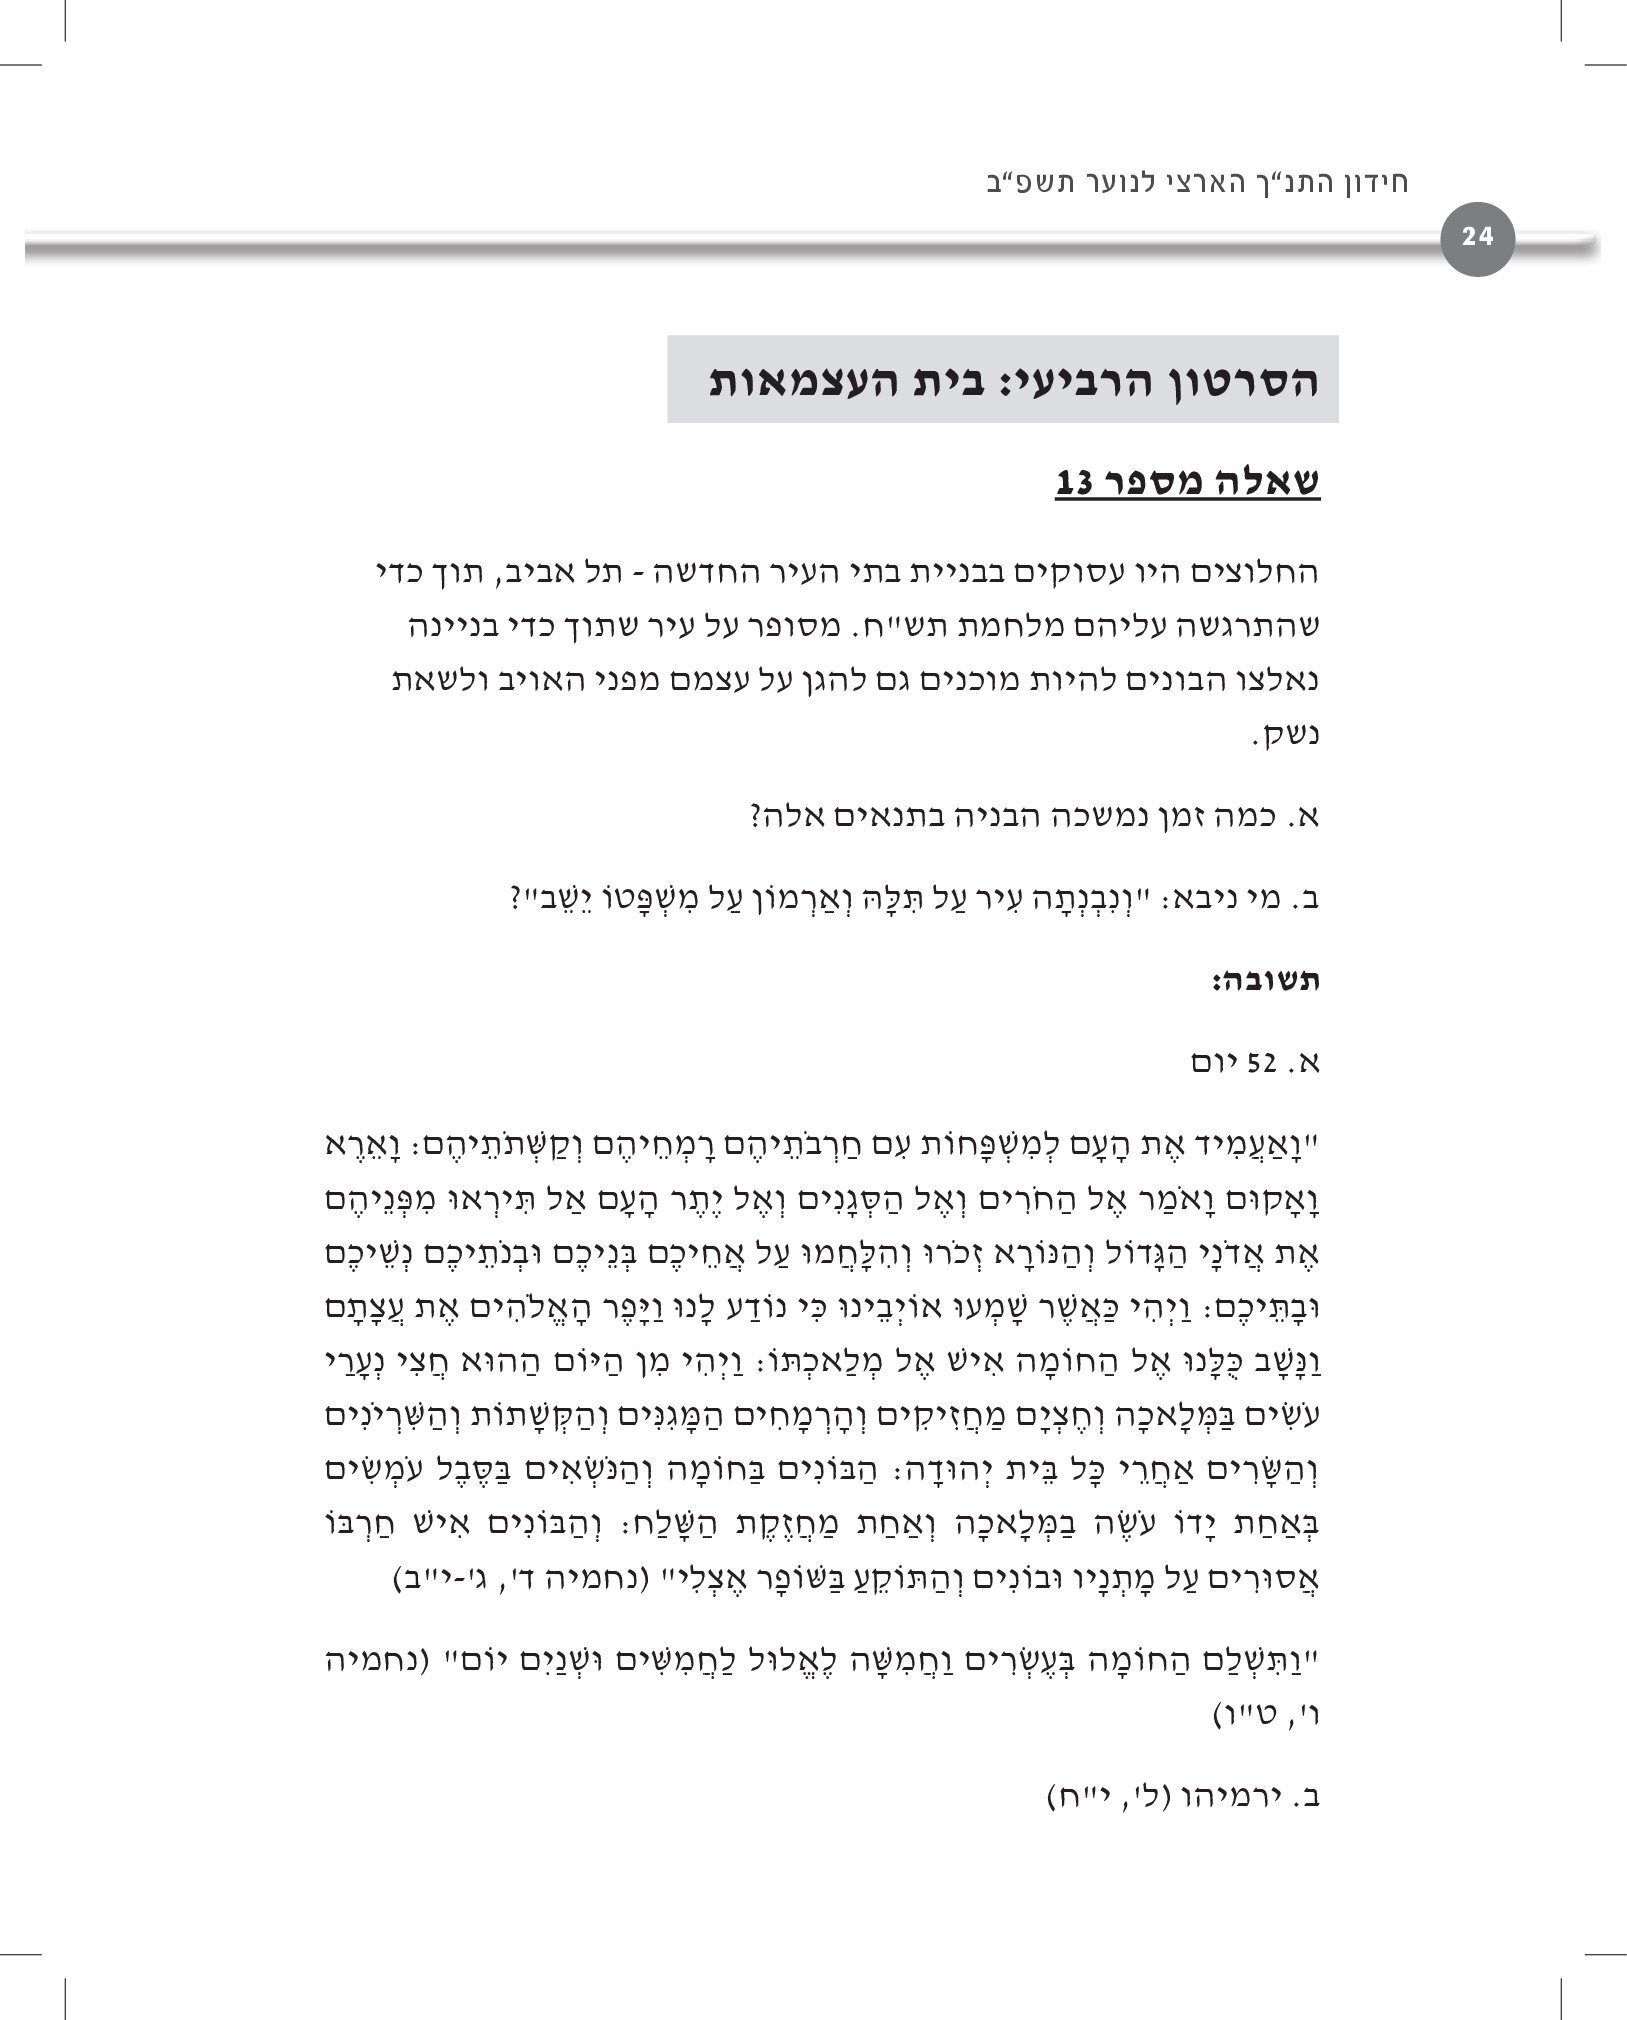 חידון התנ“ך הארצי לנוער תשפ“ב
24
הסרטון הרביעי: בית העצמאות
שאלה מספר 13
החלוצים היו עסוקים בבניית בתי העיר החדשה - תל אביב, תוך כדי
שהתרגשה עליהם מלחמת תש"ח. מסופר על עיר שתוך כדי בניינה
נאלצו הבונים להיות מוכנים גם להגן על עצמם מפני האויב ולשאת
נשק.
א. כמה זמן נמשכה הבניה בתנאים אלה?
ב. מי ניבא: "וְנִבְנְתָה עִיר עַל תִּלָּהּ וְאַרְמוֹן עַל מִשְׁפָּטוֹ יֵשֵׁב"?
תשובה:
א. 52 יום
"וָאַעֲמִיד אֶת הָעָם לְמִשְׁפָּחוֹת עִם חַרְבֹתֵיהֶם רָמְחֵיהֶם וְקַשְּׁתֹתֵיהֶם: וָאֵרֶא
וָאָקוּם וָאֹמַר אֶל הַחֹרִים וְאֶל הַסְּגָנִים וְאֶל יֶתֶר הָעָם אַל תִּירְאוּ מִפְּנֵיהֶם
אֶת אֲדֹנָי הַגָּדוֹל וְהַנּוֹרָא זְכֹרוּ וְהִלָּחֲמוּ עַל אֲחֵיכֶם בְּנֵיכֶם וּבְנֹתֵיכֶם נְשֵׁיכֶם
וּבָתֵּיכֶם: וַיְהִי כַּאֲשֶׁר שָׁמְעוּ אוֹיְבֵינוּ כִּי נוֹדַע לָנוּ וַיָּפֶר הָאֱלֹהִים אֶת עֲצָתָם
וַנָּשָׁב כֻּלָּנוּ אֶל הַחוֹמָה אִישׁ אֶל מְלַאכְתּוֹ: וַיְהִי מִן הַיּוֹם הַהוּא חֲצִי נְעָרַי
עֹשִׂים בַּמְּלָאכָה וְחֶצְיָם מַחֲזִיקִים וְהָרְמָחִים הַמָּגִנִּים וְהַקְּשָׁתוֹת וְהַשִּׁרְיֹנִים
וְהַשָּׂרִים אַחֲרֵי כָּל בֵּית יְהוּדָה: הַבּוֹנִים בַּחוֹמָה וְהַנֹּשְׂאִים בַּסֶּבֶל עֹמְשִׂים
בְּאַחַת יָדוֹ עֹשֶׂה בַמְּלָאכָה וְאַחַת מַחֲזֶקֶת הַשָּׁלַח: וְהַבּוֹנִים אִישׁ חַרְבּוֹ
אֲסוּרִים עַל מָתְנָיו וּבוֹנִים וְהַתּוֹקֵעַ בַּשּׁוֹפָר אֶצְלִי" (נחמיה ד', ג'-י"ב)
"וַתִּשְׁלַם הַחוֹמָה בְּעֶשְׂרִים וַחֲמִשָּׁה לֶאֱלוּל לַחֲמִשִּׁים וּשְׁנַיִם יוֹם" (נחמיה
ו', ט"ו)
ב. ירמיהו (ל', י"ח)